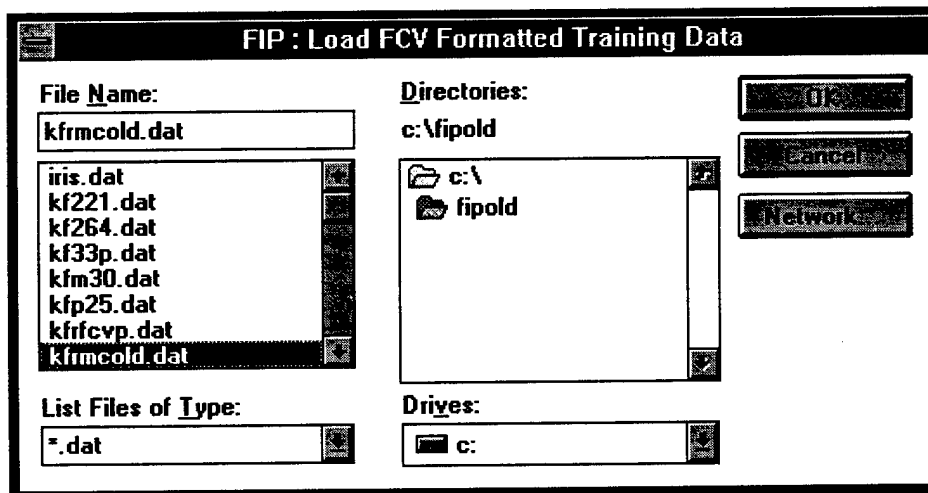 FIP : Load FCV Formatted Training Data
File Name:
kfrmcold.dat
iris.dat
kf221.dat
kf264.dat
kf33p.dat
kfm30.dat
kfp25.dat
kfrfcvp.dat
kfrmcold.dat
List Files of Type:
*.dat
Directories:
c:\fipold
c:\
fipold
Drives:
c:
OK
Cancel
Network...